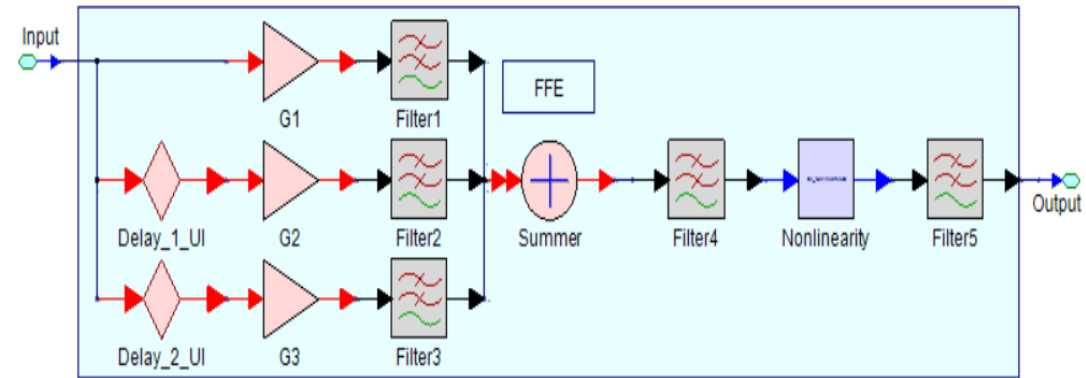 Input
G1
Filter1
FFE
Delay_1_UI
G2
Filter2
Summer
Filter4
Nonlinearity
Filter5
Output
Delay_2_UI
G3
Filter3